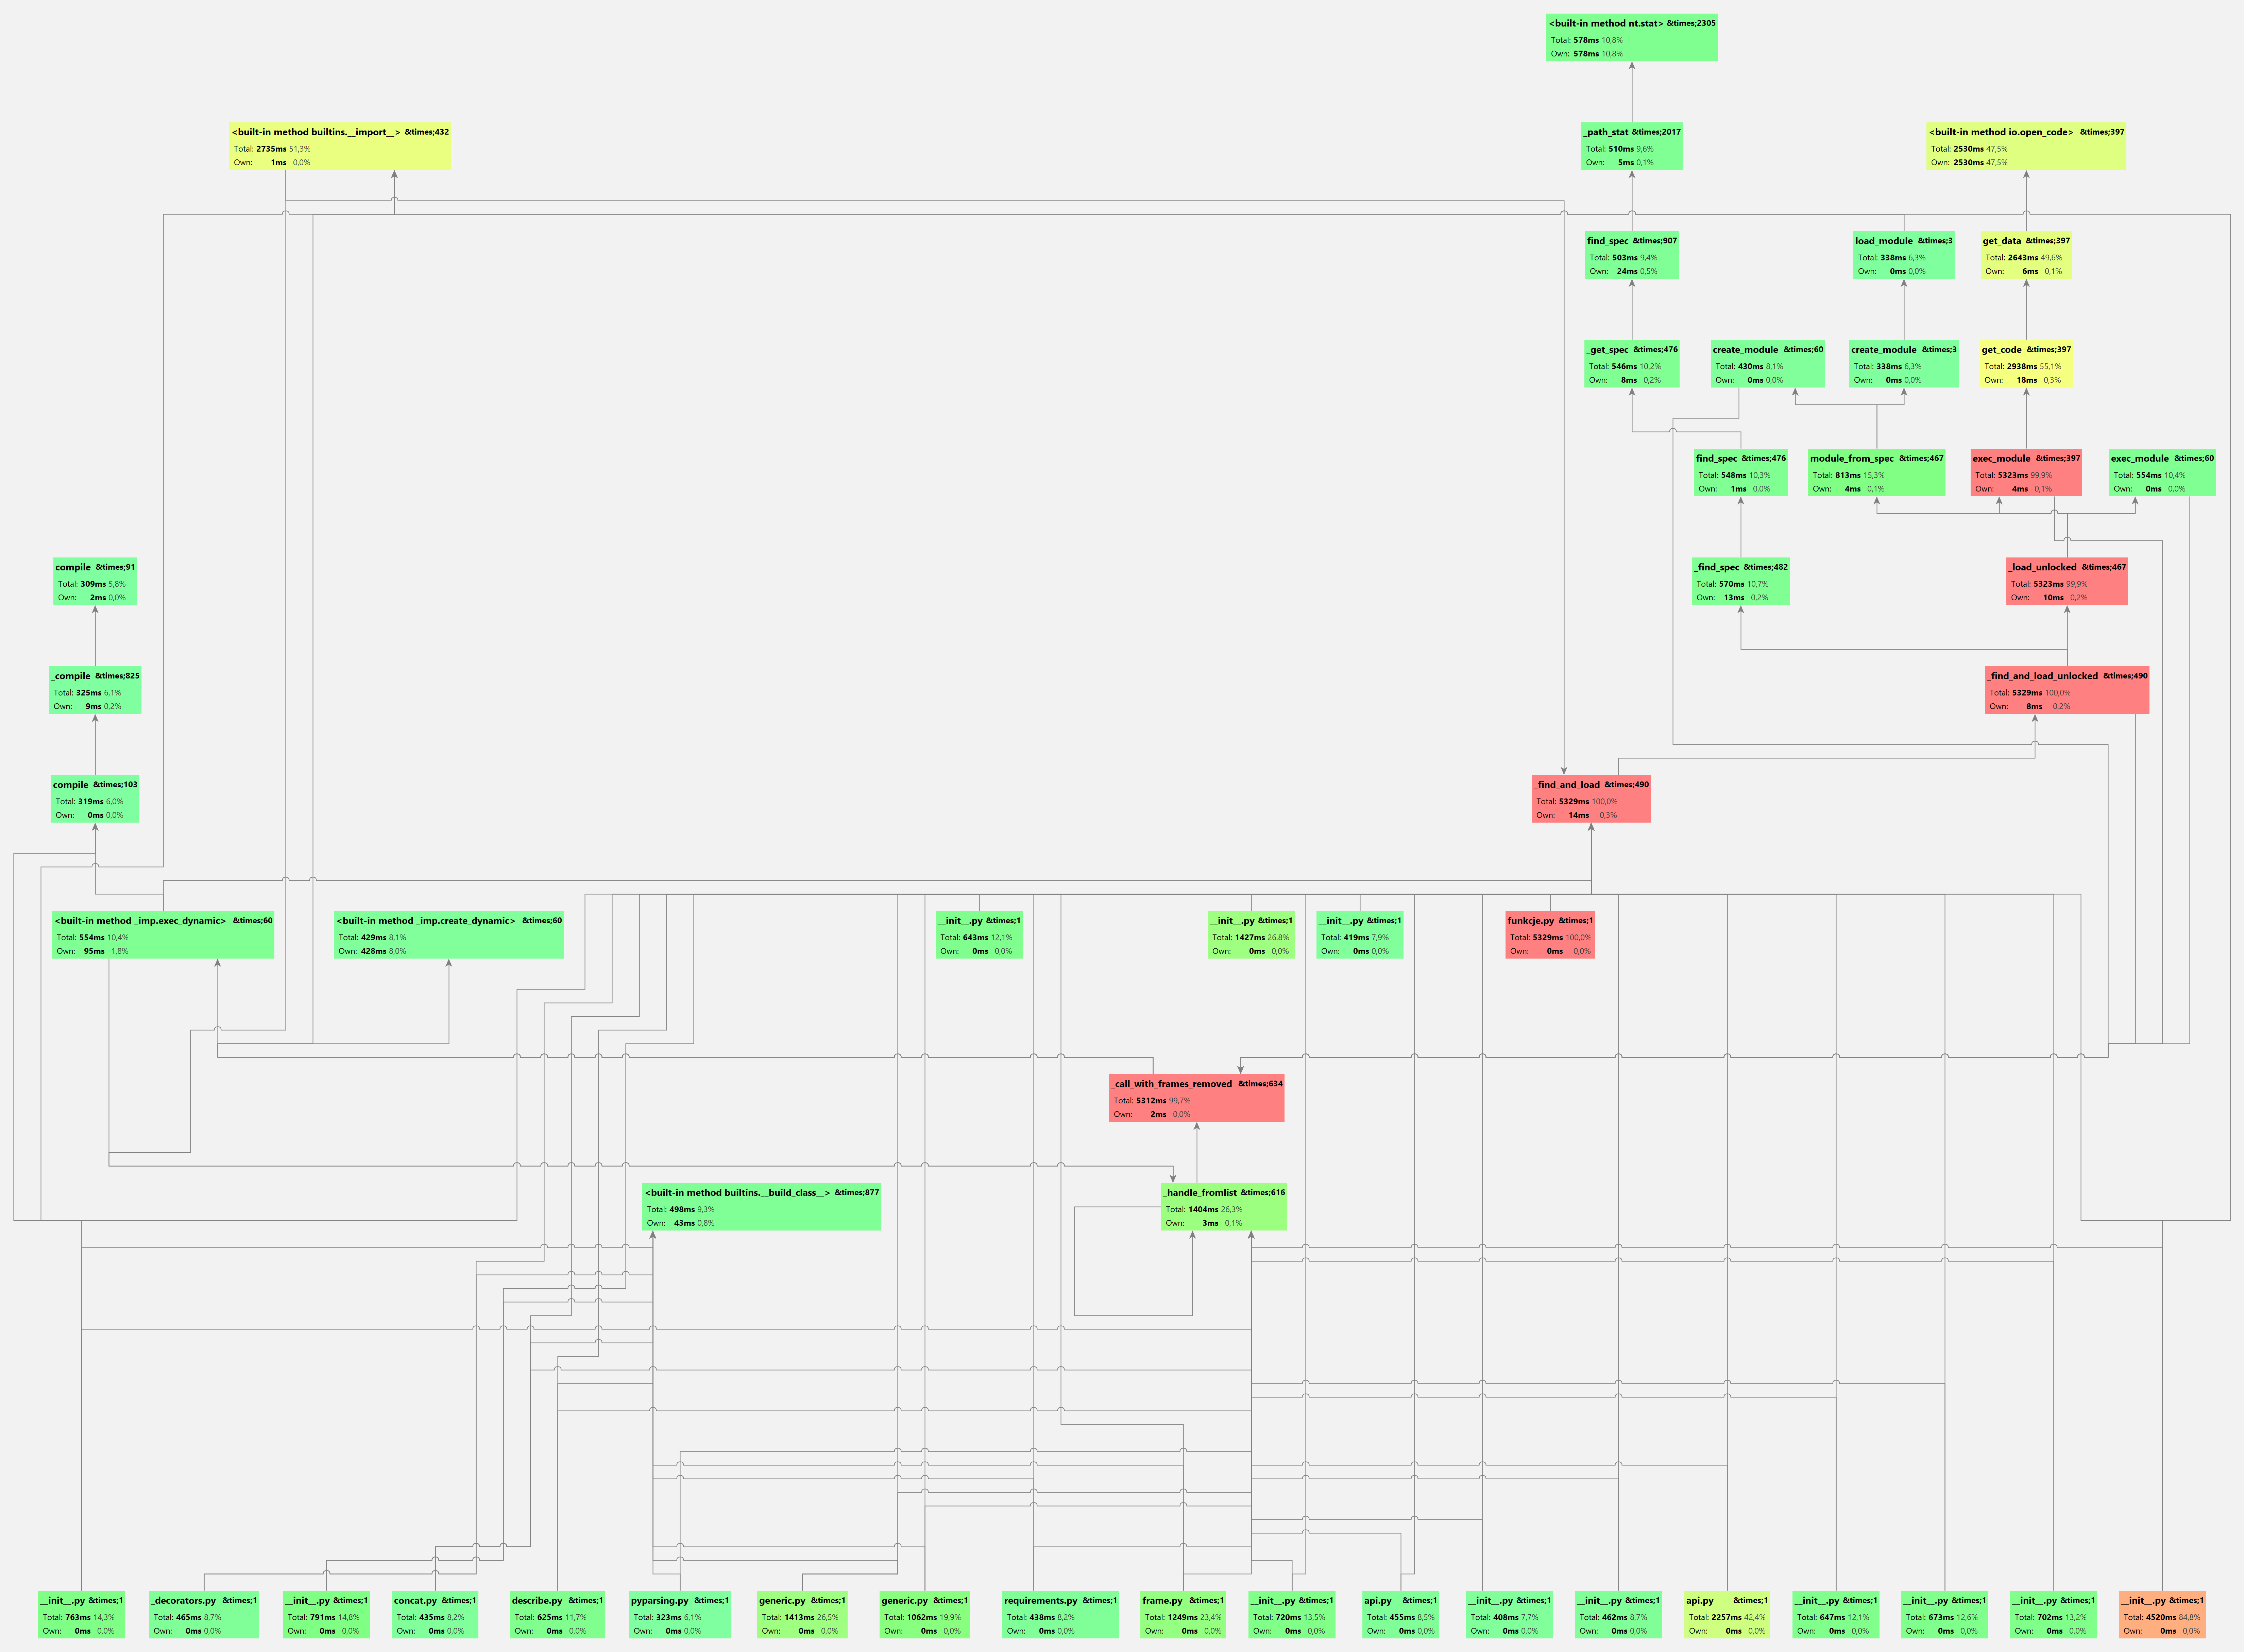 <built-in method nt.stat> &times;2305
Total: 578ms 10,8%
Own: 578ms 10,8%
<built-in method builtins.__import__> &times;432
Total: 2735ms 51,3%
Own: 1ms 0,0%
_path_stat &times;2017
Total: 510ms 9,6%
Own: 5ms 0,1%
<built-in method io.open_code> &times;397
Total: 2530ms 47,5%
Own: 2530ms 47,5%
find_spec &times;907
Total: 503ms 9,4%
Own: 24ms 0,5%
load_module &times;3
Total: 338ms 6,3%
Own: 0ms 0,0%
get_data &times;397
Total: 2643ms 49,6%
Own: 6ms 0,1%
_get_spec &times;476
Total: 546ms 10,2%
Own: 8ms 0,2%
create_module &times;60
Total: 430ms 8,1%
Own: 0ms 0,0%
create_module &times;3
Total: 338ms 6,3%
Own: 0ms 0,0%
get_code &times;397
Total: 2938ms 55,1%
Own: 18ms 0,3%
find_spec &times;476
Total: 548ms 10,3%
Own: 1ms 0,0%
module_from_spec &times;467
Total: 813ms 15,3%
Own: 4ms 0,1%
exec_module &times;397
Total: 5323ms 99,9%
Own: 4ms 0,1%
exec_module &times;60
Total: 554ms 10,4%
Own: 0ms 0,0%
compile &times;91
Total: 309ms 5,8%
Own: 2ms 0,0%
_find_spec &times;482
Total: 570ms 10,7%
Own: 13ms 0,2%
_load_unlocked &times;467
Total: 5323ms 99,9%
Own: 10ms 0,2%
_compile &times;825
Total: 325ms 6,1%
Own: 9ms 0,2%
_find_and_load_unlocked &times;490
Total: 5329ms 100,0%
Own: 8ms 0,2%
compile &times;103
Total: 319ms 6,0%
Own: 0ms 0,0%
_find_and_load &times;490
Total: 5329ms 100,0%
Own: 14ms 0,3%
<built-in method _imp.exec_dynamic> &times;60
Total: 554ms 10,4%
Own: 95ms 1,8%
<built-in method _imp.create_dynamic> &times;60
Total: 429ms 8,1%
Own: 428ms 8,0%
__init__.py &times;1
Total: 643ms 12,1%
Own: 0ms 0,0%
__init__.py &times;1
Total: 1427ms 26,8%
Own: 0ms 0,0%
__init__.py &times;1
Total: 419ms 7,9%
Own: 0ms 0,0%
funkcje.py &times;1
Total: 5329ms 100,0%
Own: 0ms 0,0%
_call_with_frames_removed &times;634
Total: 5312ms 99,7%
Own: 2ms 0,0%
<built-in method builtins.__build_class__> &times;877
Total: 498ms 9,3%
Own: 43ms 0,8%
_handle_fromlist &times;616
Total: 1404ms 26,3%
Own: 3ms 0,1%
__init__.py &times;1
Total: 763ms 14,3%
Own: 0ms 0,0%
_decorators.py &times;1
Total: 465ms 8,7%
Own: 0ms 0,0%
__init__.py &times;1
Total: 791ms 14,8%
Own: 0ms 0,0%
concat.py &times;1
Total: 435ms 8,2%
Own: 0ms 0,0%
describe.py &times;1
Total: 625ms 11,7%
Own: 0ms 0,0%
pyparsing.py &times;1
Total: 323ms 6,1%
Own: 0ms 0,0%
generic.py &times;1
Total: 1413ms 26,5%
Own: 0ms 0,0%
generic.py &times;1
Total: 1062ms 19,9%
Own: 0ms 0,0%
requirements.py &times;1
Total: 438ms 8,2%
Own: 0ms 0,0%
frame.py &times;1
Total: 1249ms 23,4%
Own: 0ms 0,0%
__init__.py &times;1
Total: 720ms 13,5%
Own: 0ms 0,0%
api.py &times;1
Total: 455ms 8,5%
Own: 0ms 0,0%
__init__.py &times;1
Total: 408ms 7,7%
Own: 0ms 0,0%
__init__.py &times;1
Total: 462ms 8,7%
Own: 0ms 0,0%
api.py &times;1
Total: 2257ms 42,4%
Own: 0ms 0,0%
__init__.py &times;1
Total: 647ms 12,1%
Own: 0ms 0,0%
__init__.py &times;1
Total: 673ms 12,6%
Own: 0ms 0,0%
__init__.py &times;1
Total: 702ms 13,2%
Own: 0ms 0,0%
__init__.py &times;1
Total: 4520ms 84,8%
Own: 0ms 0,0%